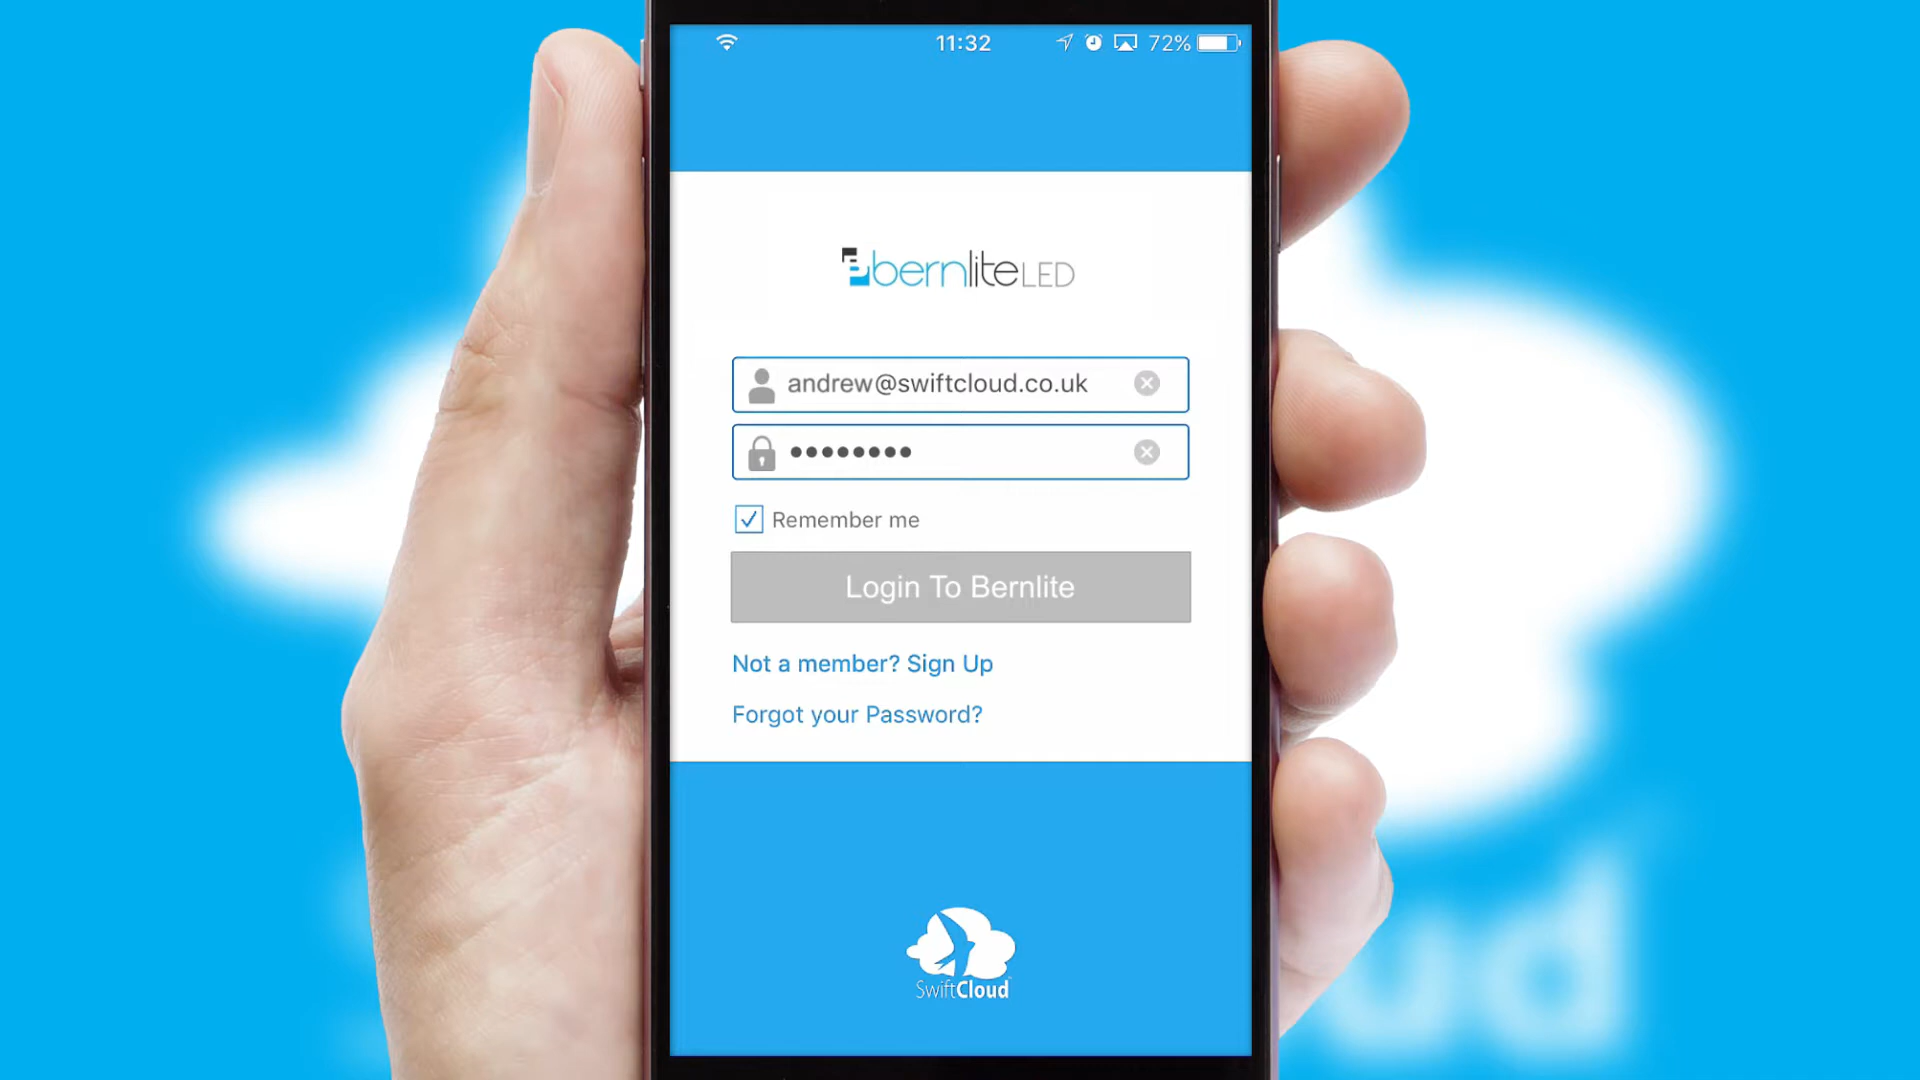 11:32
72%
bernliteLED
andrew@swiftcloud.co.uk
••••••••
Remember me
Login To Bernlite
Not a member? Sign Up
Forgot your Password?
SwiftCloud
ud